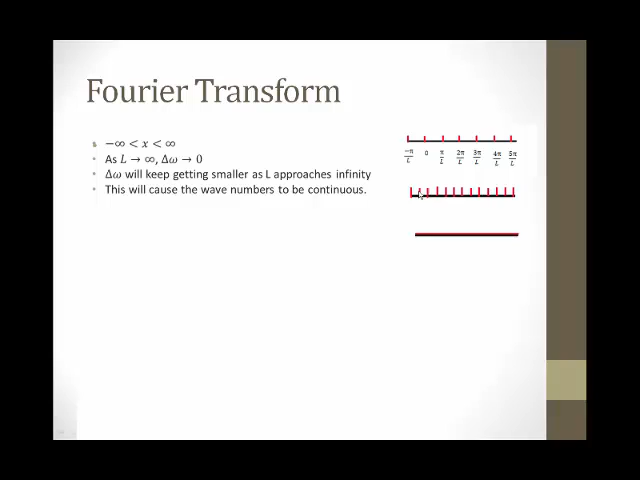 Fourier Transform
−∞ < x < ∞
As L → ∞, Δω → 0
Δω will keep getting smaller as L approaches infinity
This will cause the wave numbers to be continuous.
−π/L 0 π/L 2π/L 3π/L 4π/L 5π/L